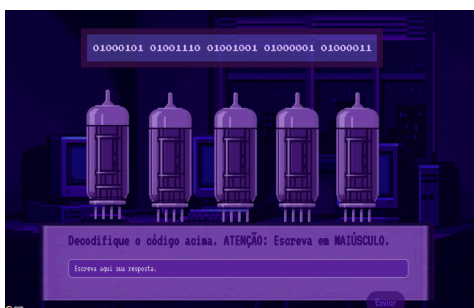 01000101 01001110 01001001 01000001 01000011
Decodifique o código acima. ATENÇÃO: Escreva em MAIÚSCULO.
Escreva aqui sua resposta.
Enviar